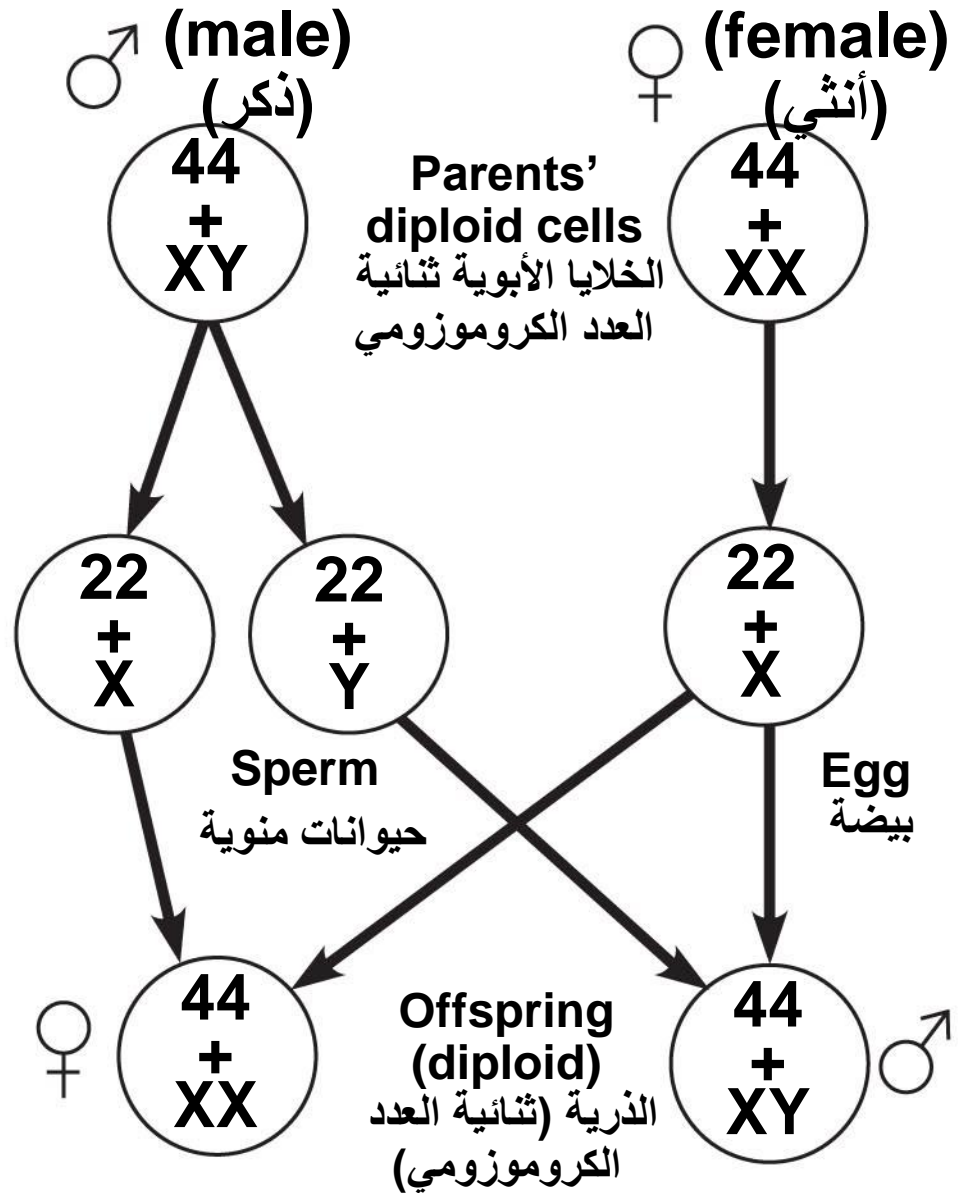 ♂ (male)
(ذكر)
♀ (female)
(أنثي)
44
+
XY
Parents’
diploid cells
الخلايا الأبوية ثنائية
العدد الكروموزومي
44
+
XX
22
+
X
22
+
Y
22
+
X
Sperm
حيوانات منوية
Egg
بيضة
♀
44
+
XX
Offspring
(diploid)
الذرية (ثنائية العدد
الكروموزومي)
44
+
XY
♂